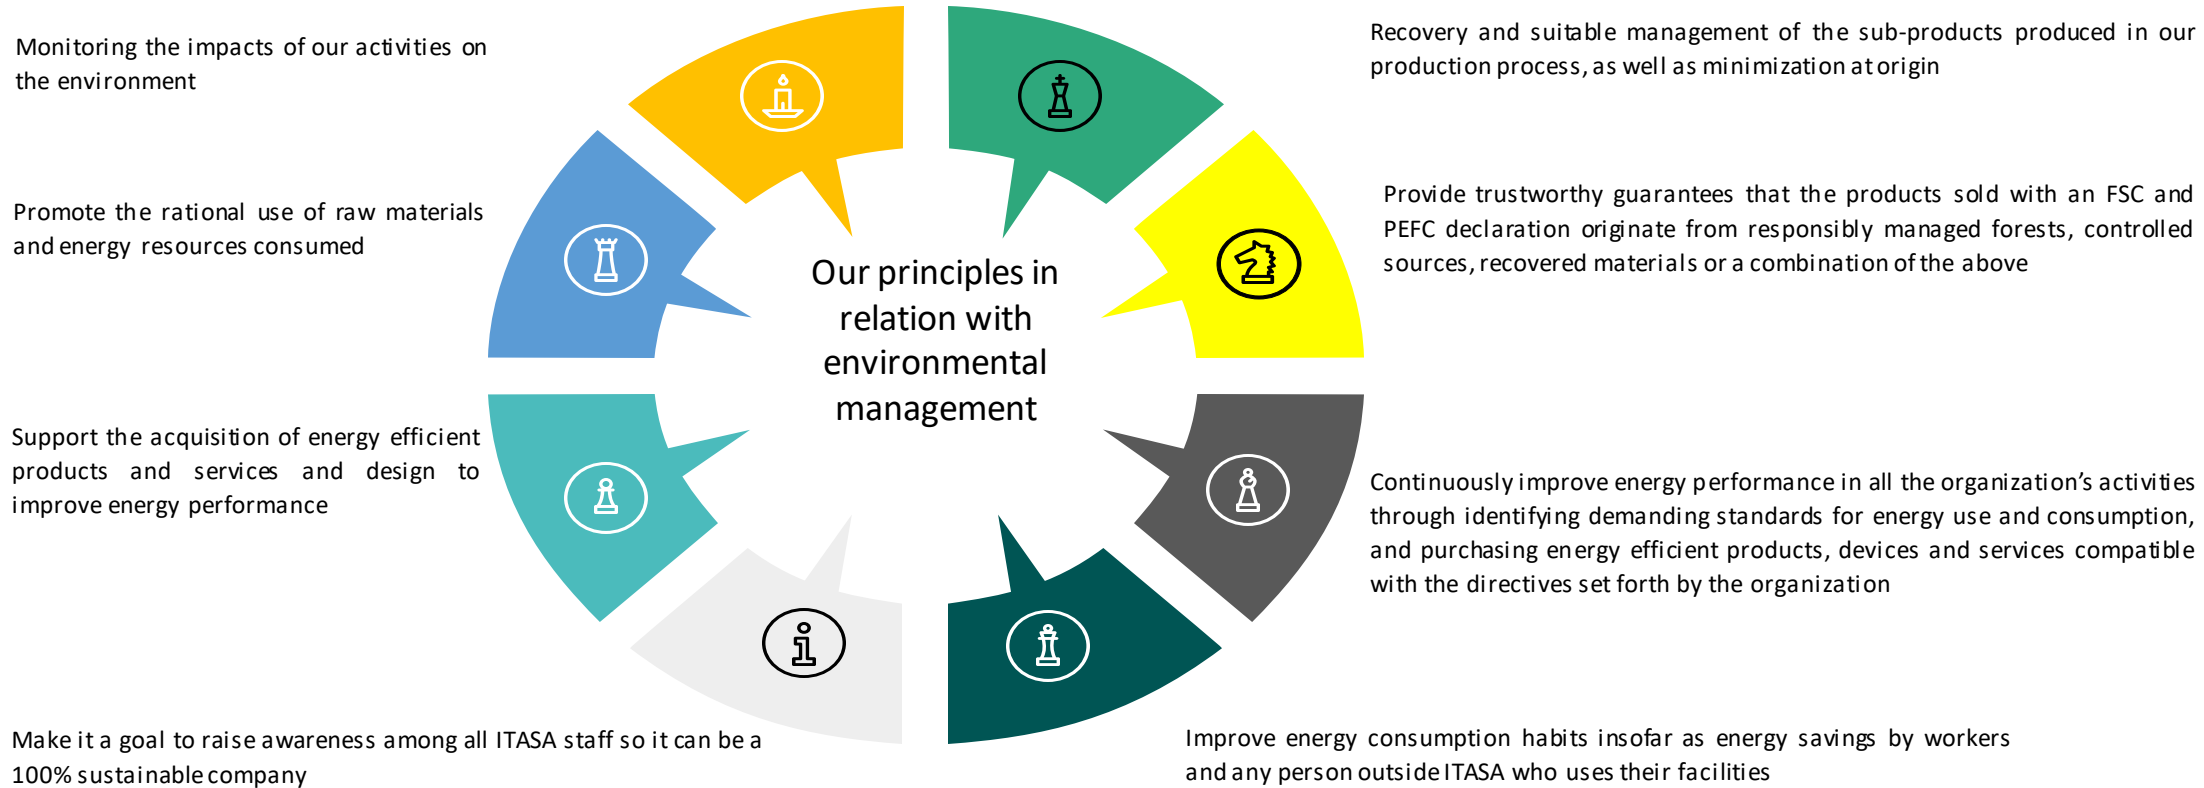 Monitoring the impacts of our activities on
the environment
Recovery and suitable management of the sub-products produced in our
production process, as well as minimization at origin
Promote the rational use of raw materials
and energy resources consumed
Provide trustworthy guarantees that the products sold with an FSC and
PEFC declaration originate from responsibly managed forests, controlled
sources, recovered materials or a combination of the above
Our principles in
relation with
environmental
management
Support the acquisition of energy efficient
products and services and design to
improve energy performance
Continuously improve energy performance in all the organization’s activities
through identifying demanding standards for energy use and consumption,
and purchasing energy efficient products, devices and services compatible
with the directives set forth by the organization
Make it a goal to raise awareness among all ITASA staff so it can be a
100% sustainable company
Improve energy consumption habits insofar as energy savings by workers
and any person outside ITASA who uses their facilities